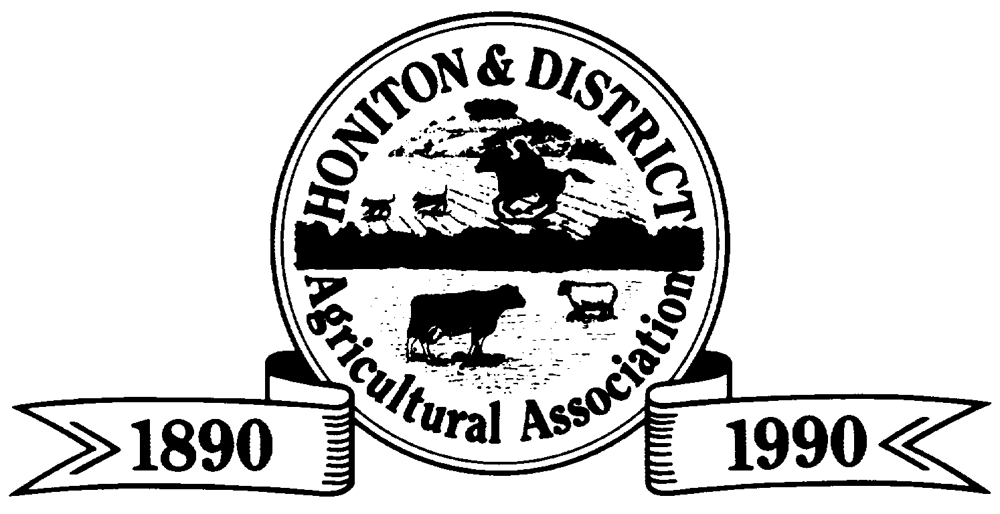 HONITON & DISTRICT
Agricultural Association
1890
1990